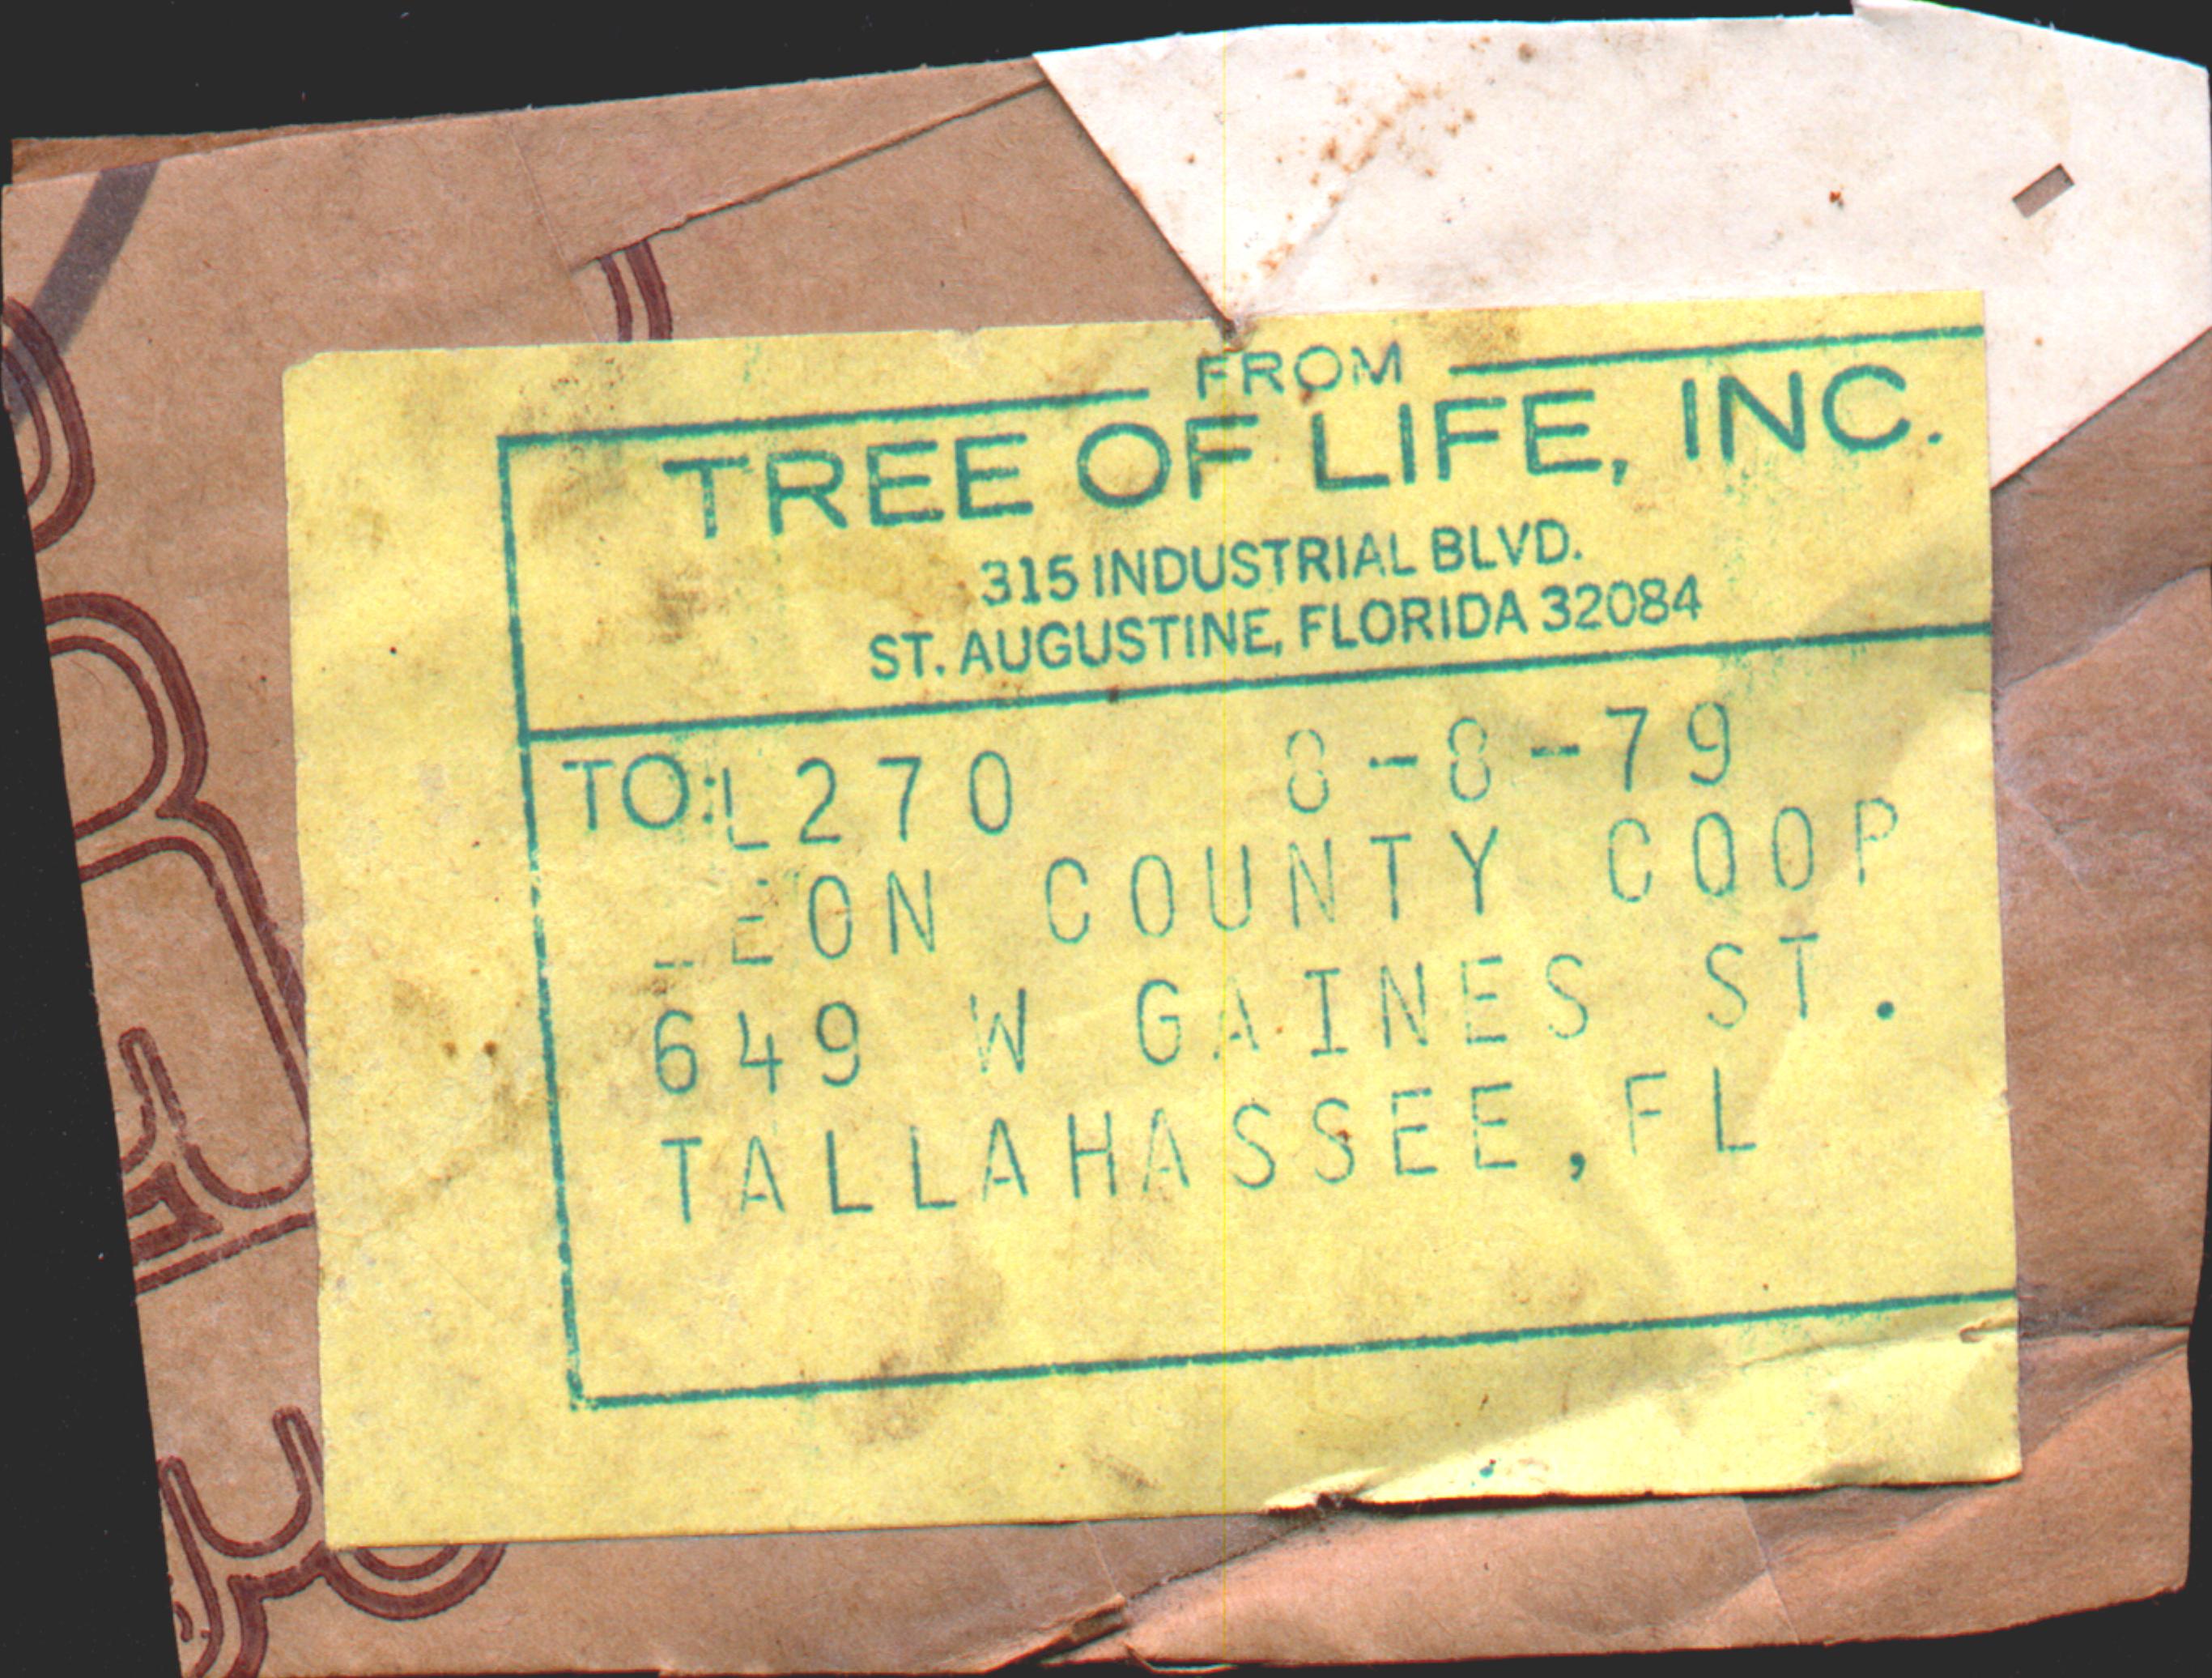 FROM
TREE OF LIFE, INC.
315 INDUSTRIAL BLVD.
ST. AUGUSTINE, FLORIDA 32084
TO: L270 8-8-79
LEON COUNTY COOP
649 W GAINES ST.
TALLAHASSEE, FL